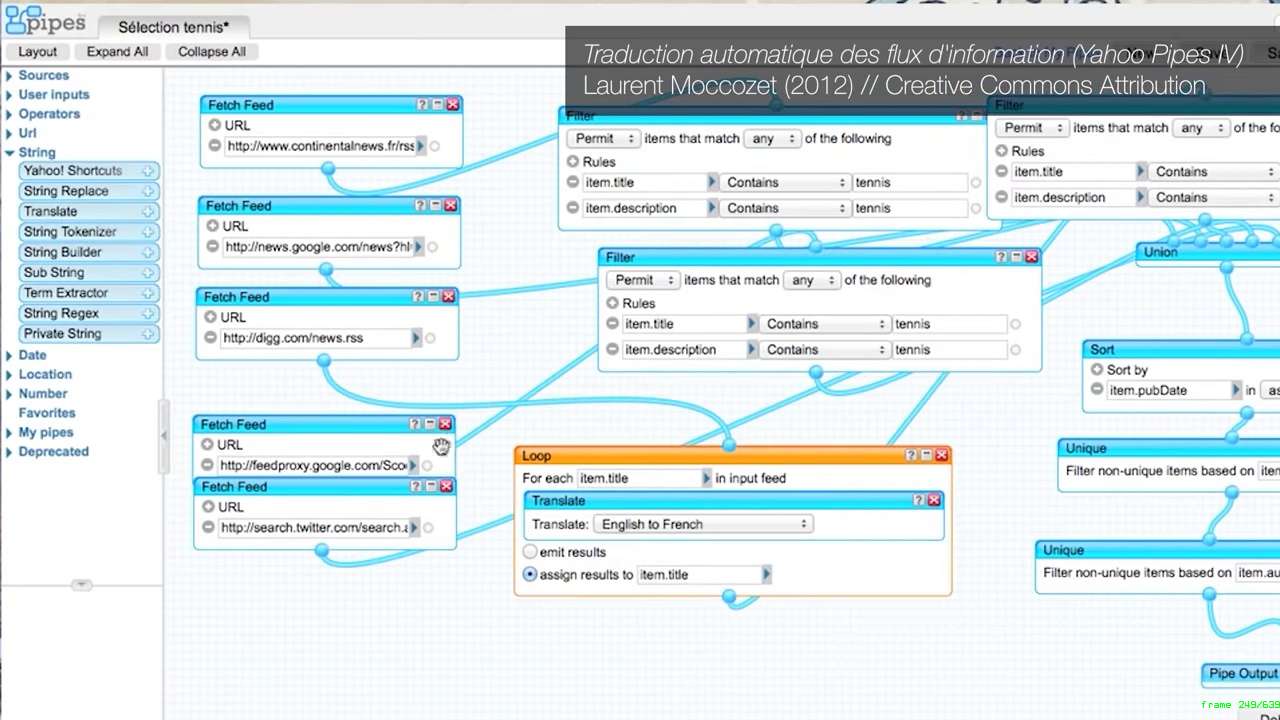 pipes
Sélection tennis*
Layout
Expand All
Collapse All
Traduction automatique des flux d'information (Yahoo Pipes IV)
Laurent Moccozet (2012) // Creative Commons Attribution
Sources
User inputs
Operators
Url
String
Yahoo! Shortcuts
String Replace
Translate
String Tokenizer
String Builder
Sub String
Term Extractor
String Regex
Private String
Date
Location
Number
Favorites
My pipes
Deprecated
Fetch Feed
URL
http://www.continentalnews.fr/rss
Fetch Feed
URL
http://news.google.com/news?hl
Fetch Feed
URL
http://digg.com/news.rss
Fetch Feed
URL
http://feedproxy.google.com/Sco
Fetch Feed
URL
http://search.twitter.com/search.
Filter
Permit items that match any of the following
Rules
item.title Contains tennis
item.description Contains tennis
Filter
Permit items that match any of the following
Rules
item.title Contains tennis
item.description Contains tennis
Loop
For each item.title in input feed
Translate
Translate: English to French
emit results
assign results to item.title
Filter
Permit items that match any of the fo
Rules
item.title Contains
item.description Contains
Union
Sort
Sort by
item.pubDate in as
Unique
Filter non-unique items based on iten
Unique
Filter non-unique items based on item.au
Pipe Output
frame 249/639